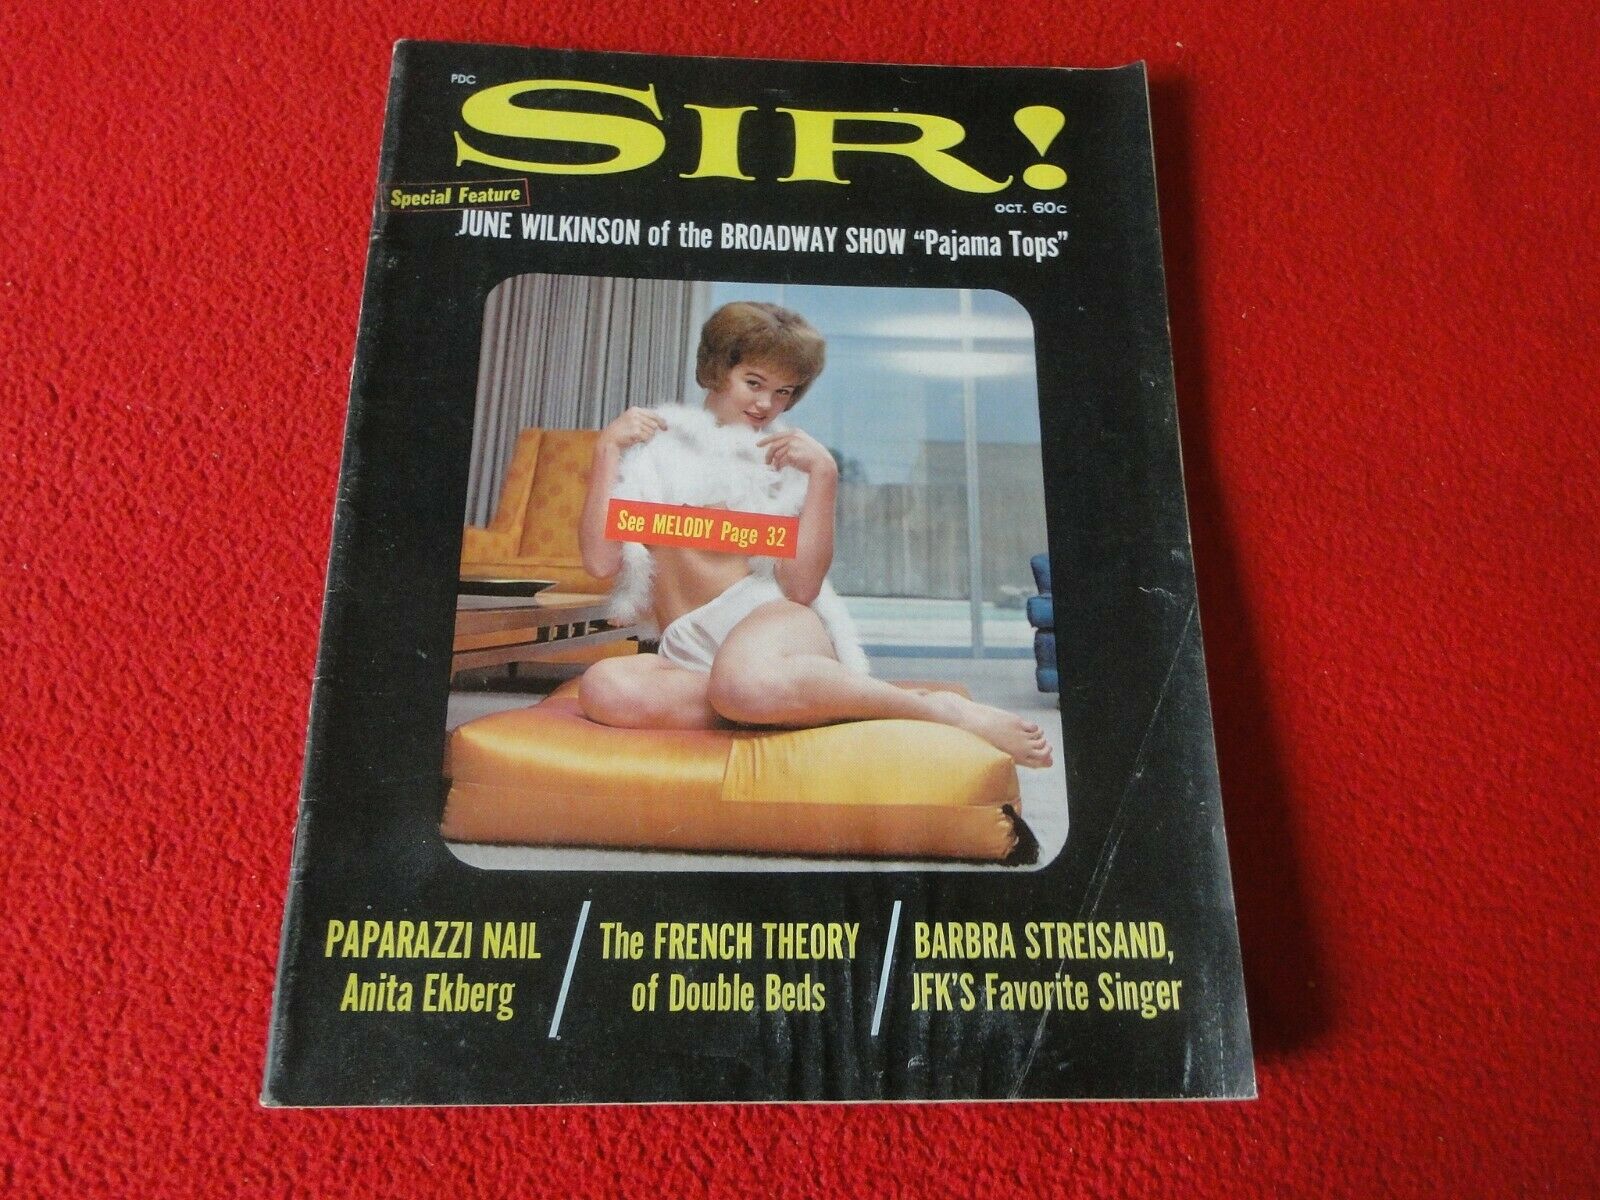 PDC
SIR!
OCT. 60c
Special Feature
JUNE WILKINSON of the BROADWAY SHOW "Pajama Tops"
See MELODY Page 32
PAPARAZZI NAIL
Anita Ekberg
The FRENCH THEORY
of Double Beds
BARBRA STREISAND,
JFK'S Favorite Singer